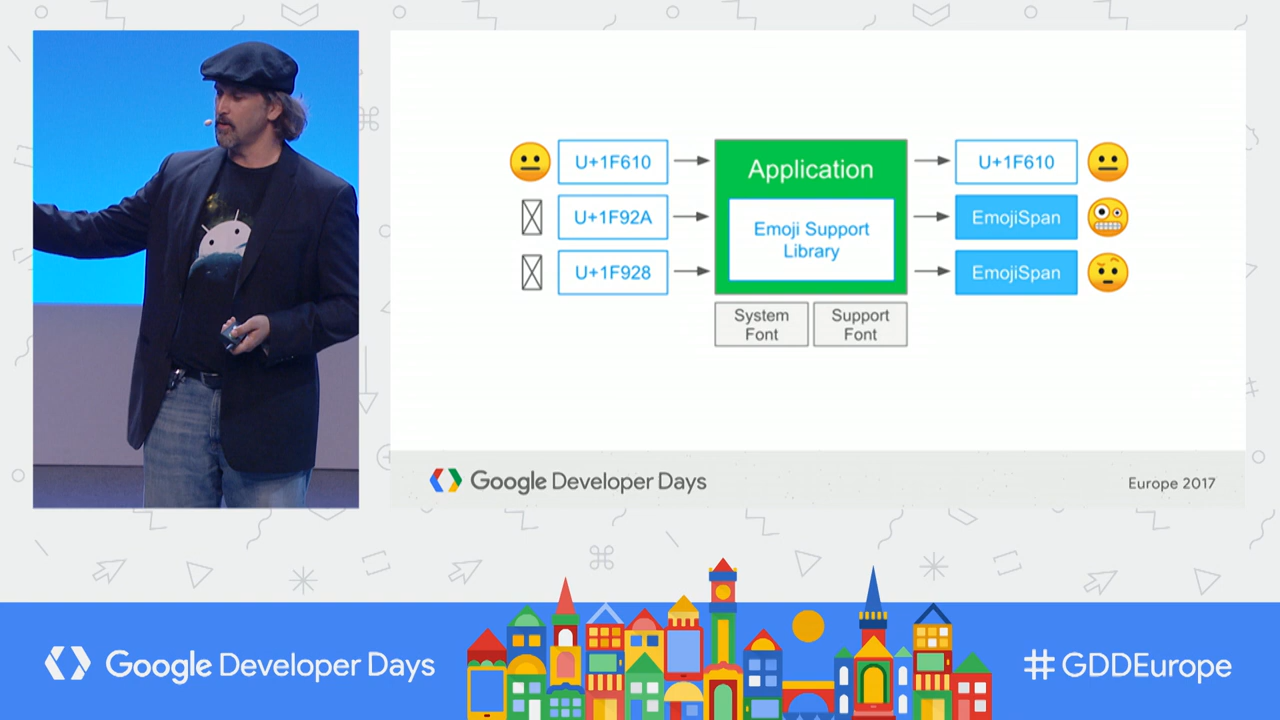 U+1F610
U+1F92A
U+1F928
Application
Emoji Support
Library
System
Font
Support
Font
U+1F610
EmojiSpan
EmojiSpan
Google Developer Days
Europe 2017
Google Developer Days
#GDDEurope